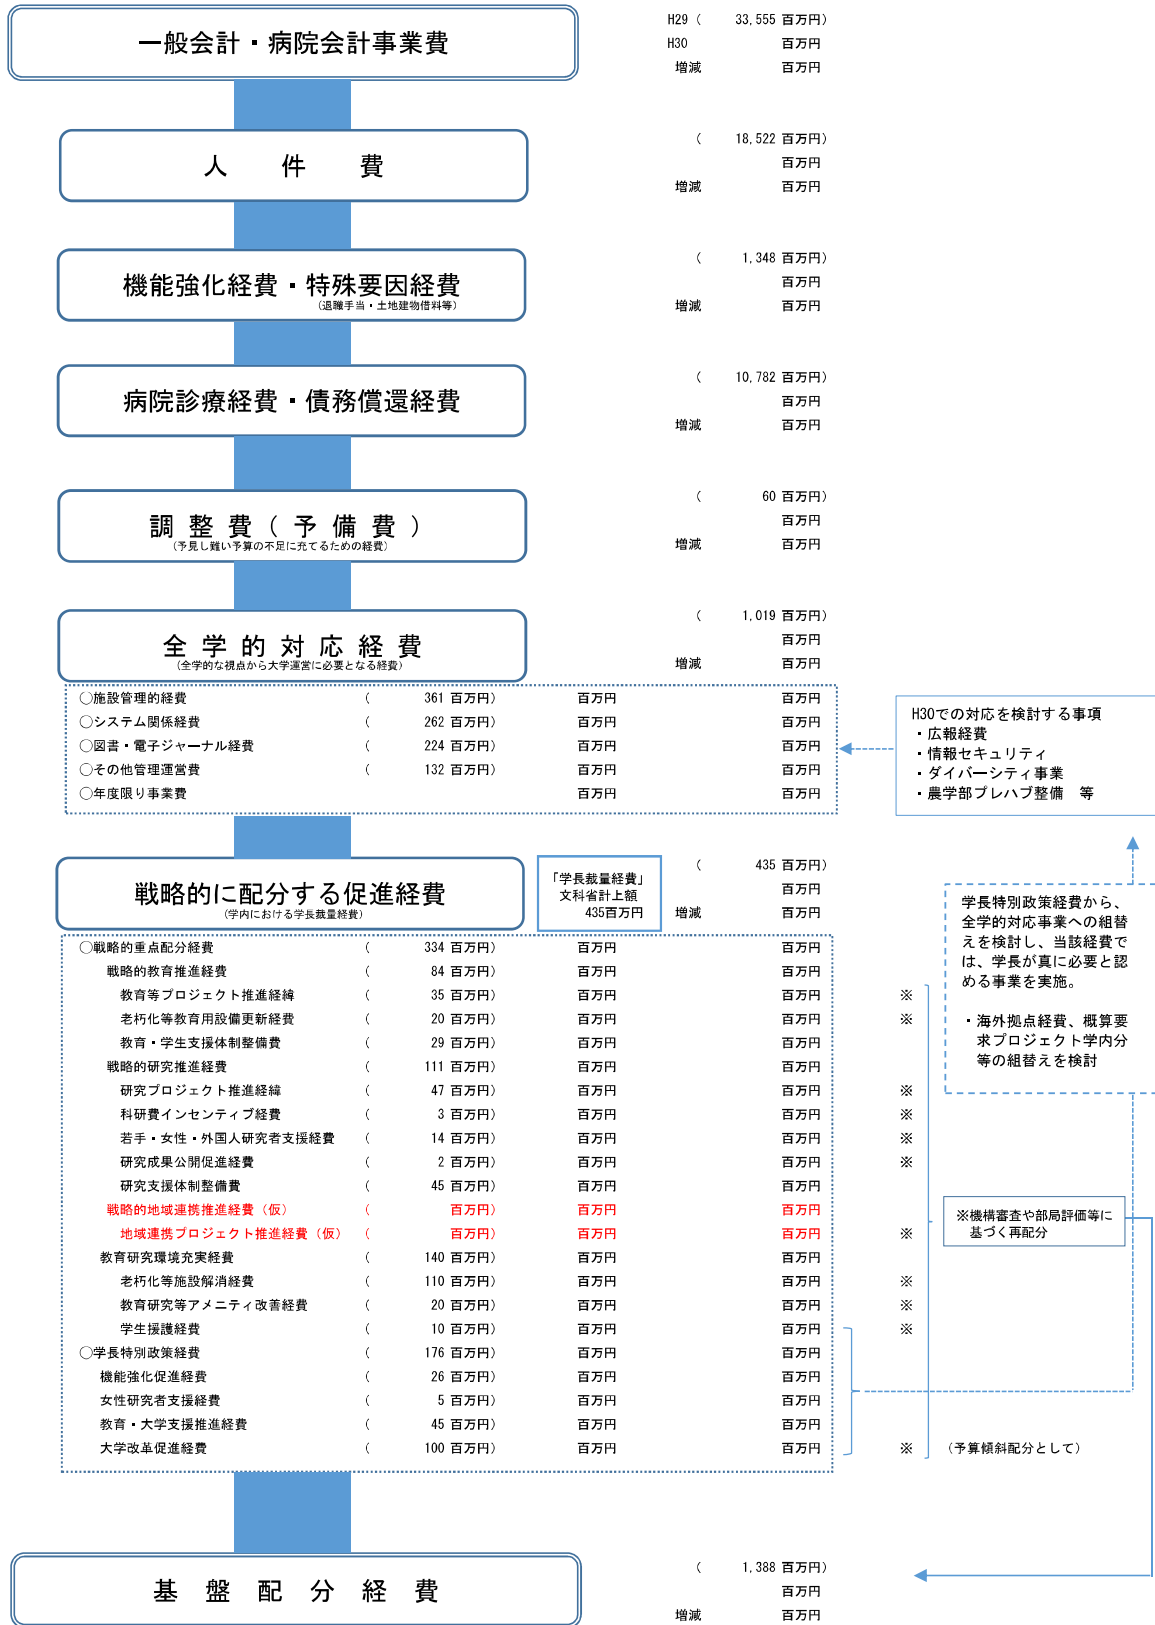 一般会計・病院会計事業費
H29 ( 33,555 百万円)
H30 百万円
増減 百万円
人 件 費
( 18,522 百万円)
百万円
増減 百万円
機能強化経費・特殊要因経費
(退職手当・土地建物借料等)
( 1,348 百万円)
百万円
増減 百万円
病院診療経費・債務償還経費
( 10,782 百万円)
百万円
増減 百万円
調 整 費 ( 予 備 費 )
(予見し難い予算の不足に充てるための経費)
( 60 百万円)
百万円
増減 百万円
全 学 的 対 応 経 費
(全学的な視点から大学運営に必要となる経費)
( 1,019 百万円)
百万円
増減 百万円
○施設管理的経費 ( 361 百万円) 百万円 百万円
○システム関係経費 ( 262 百万円) 百万円 百万円
○図書・電子ジャーナル経費 ( 224 百万円) 百万円 百万円
○その他管理運営費 ( 132 百万円) 百万円 百万円
○年度限り事業費 百万円 百万円
H30での対応を検討する事項
・広報経費
・情報セキュリティ
・ダイバーシティ事業
・農学部プレハブ整備 等
戦略的に配分する促進経費
(学内における学長裁量経費)
「学長裁量経費」
文科省計上額
435百万円
( 435 百万円)
百万円
増減 百万円
○戦略的重点配分経費 ( 334 百万円) 百万円 百万円
戦略的教育推進経費 ( 84 百万円) 百万円 百万円
教育等プロジェクト推進経緯 ( 35 百万円) 百万円 百万円 ※
老朽化等教育用設備更新経費 ( 20 百万円) 百万円 百万円 ※
教育・学生支援体制整備費 ( 29 百万円) 百万円 百万円
戦略的研究推進経費 ( 111 百万円) 百万円 百万円
研究プロジェクト推進経緯 ( 47 百万円) 百万円 百万円 ※
科研費インセンティブ経費 ( 3 百万円) 百万円 百万円 ※
若手・女性・外国人研究者支援経費 ( 14 百万円) 百万円 百万円 ※
研究成果公開促進経費 ( 2 百万円) 百万円 百万円 ※
研究支援体制整備費 ( 45 百万円) 百万円 百万円
戦略的地域連携推進経費（仮） ( 百万円) 百万円 百万円
地域連携プロジェクト推進経費（仮） ( 百万円) 百万円 百万円 ※
教育研究環境充実経費 ( 140 百万円) 百万円 百万円
老朽化等施設解消経費 ( 110 百万円) 百万円 百万円 ※
教育研究等アメニティ改善経費 ( 20 百万円) 百万円 百万円 ※
学生援護経費 ( 10 百万円) 百万円 百万円 ※
○学長特別政策経費 ( 176 百万円) 百万円 百万円
機能強化促進経費 ( 26 百万円) 百万円 百万円
女性研究者支援経費 ( 5 百万円) 百万円 百万円
教育・大学支援推進経費 ( 45 百万円) 百万円 百万円
大学改革促進経費 ( 100 百万円) 百万円 百万円 ※ （予算傾斜配分として）
学長特別政策経費から、
全学的対応事業への組替
えを検討し、当該経費で
は、学長が真に必要と認
める事業を実施。
・海外拠点経費、概算要
求プロジェクト学内分
等の組替えを検討
※機構審査や部局評価等に
基づく再配分
基 盤 配 分 経 費
( 1,388 百万円)
百万円
増減 百万円